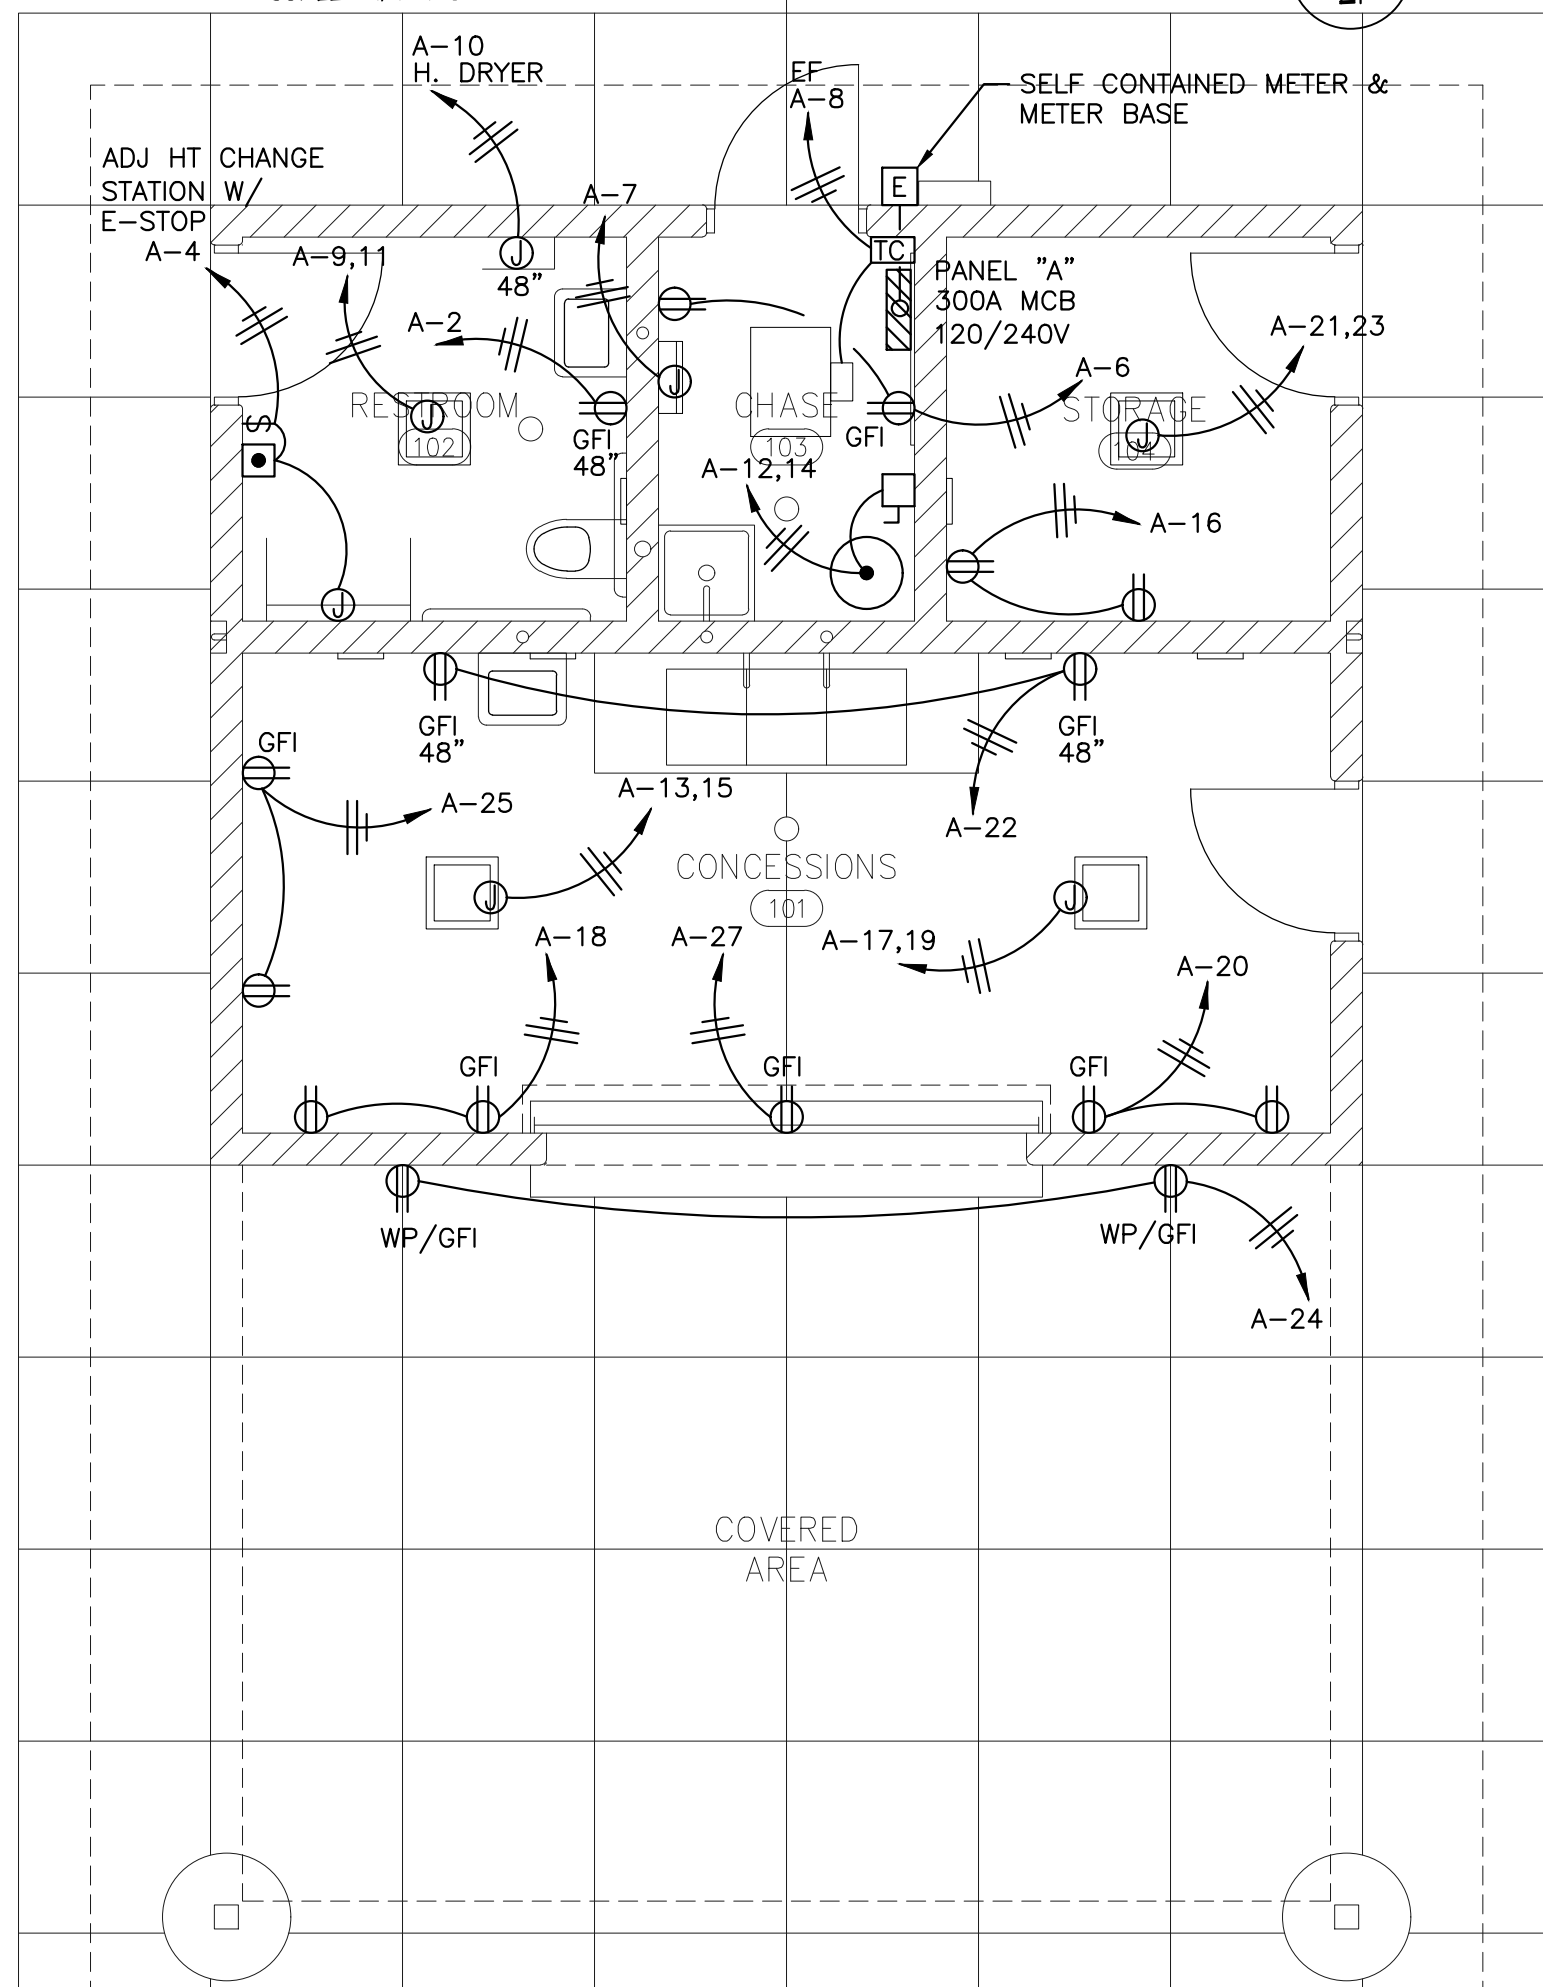 A-10
H. DRYER
EF
A-8
SELF CONTAINED METER &
METER BASE
ADJ HT CHANGE
STATION W/
E-STOP
A-4
A-7
E
A-9,11
J
48"
TC
PANEL "A"
300A MCB
120/240V
A-2
A-21,23
A-6
J
RESTROOM
102
J
S
GFI
48"
CHASE
103
GFI
STORAGE
104
J
A-12,14
A-16
J
GFI
48"
GFI
48"
GFI
A-25
A-13,15
A-22
CONCESSIONS
101
J
J
A-18
A-27
A-17,19
A-20
GFI
GFI
GFI
WP/GFI
WP/GFI
A-24
COVERED
AREA